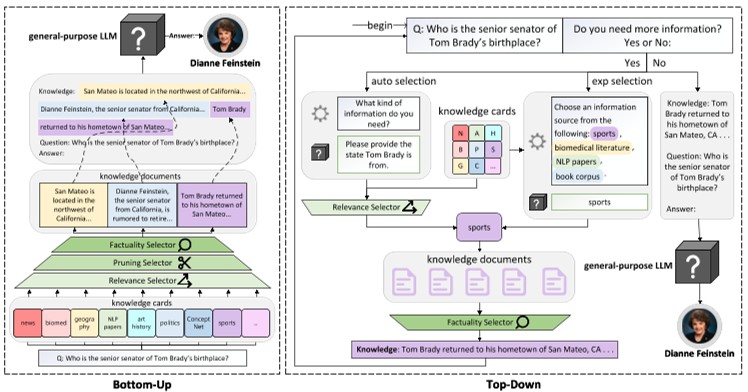 general-purpose LLM
?
Answer:
Dianne Feinstein
Knowledge: San Mateo is located in the northwest of California...
Dianne Feinstein, the senior senator from California... Tom Brady
returned to his hometown of San Mateo...
Question: Who is the senior senator of Tom Brady's birthplace?
Answer:
knowledge documents
San Mateo is
located in the
northwest of
California...
Dianne Feinstein,
the senior senator
from California, is
rumored to retire...
Tom Brady returned
to his hometown of
San Mateo...
Factuality Selector
Pruning Selector
Relevance Selector
knowledge cards
news
biomed
geogra
phy
NLP
papers
art
history
politics
Concept
Net
sports
...
Q: Who is the senior senator of Tom Brady's birthplace?
Bottom-Up
begin
Q: Who is the senior senator of
Tom Brady's birthplace?
Do you need more information?
Yes or No:
Yes
No
auto selection
exp selection
What kind of
information do you
need?
?
Please provide the
state Tom Brady is
from.
knowledge cards
N A H
B P S
G C ...
Choose an information
source from the
following: sports,
biomedical literature,
NLP papers,
book corpus
?
sports
Knowledge: Tom
Brady returned to
his hometown of
San Mateo, CA ...
Question: Who is
the senior senator
of Tom Brady's
birthplace?
Answer:
Relevance Selector
sports
knowledge documents
Factuality Selector
Knowledge: Tom Brady returned to his hometown of San Mateo, CA ...
general-purpose LLM
?
Dianne Feinstein
Top-Down